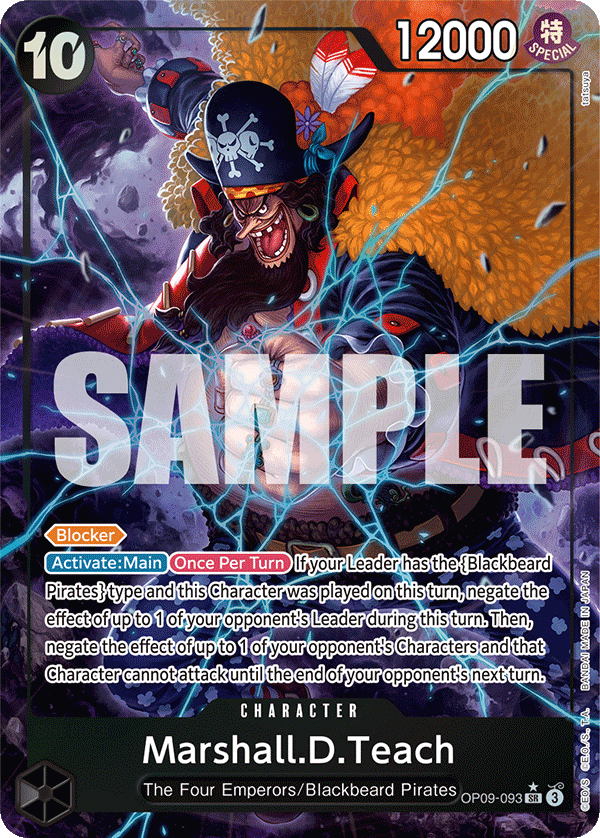 10
12000
特
SPECIAL
tatsuya
SAMPLE
Blocker
Activate:Main Once Per Turn If your Leader has the {Blackbeard
Pirates} type and this Character was played on this turn, negate the
effect of up to 1 of your opponent's Leader during this turn. Then,
negate the effect of up to 1 of your opponent's Characters and that
Character cannot attack until the end of your opponent's next turn.
CHARACTER
Marshall.D.Teach
The Four Emperors/Blackbeard Pirates
OP09-093 SR 3
©EO/S ©E.O./S., T.A. BANDAI MADE IN JAPAN